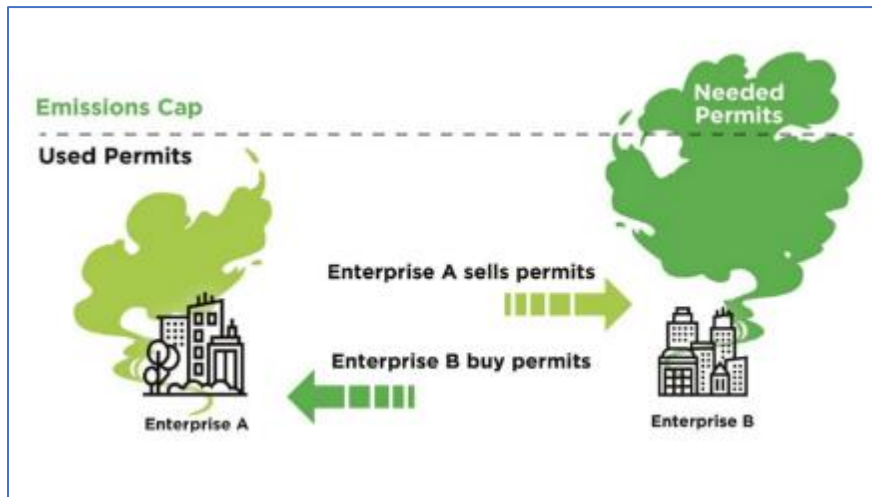 Emissions Cap
Needed
Permits
Used Permits
Enterprise A sells permits
Enterprise B buy permits
Enterprise A
Enterprise B